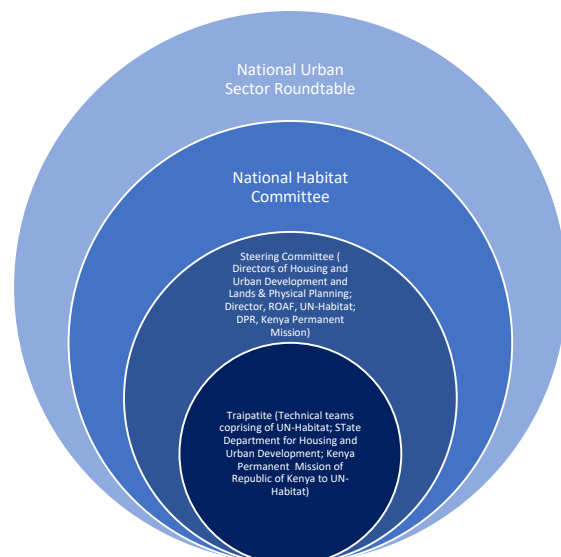 National Urban
Sector Roundtable
National Habitat
Committee
Steering Committee (
Directors of Housing and
Urban Development and
Lands & Physical Planning;
Director, ROAF, UN-Habitat;
DPR, Kenya Permanent
Mission)
Traipatite (Technical teams
coprising of UN-Habitat; STate
Department for Housing and
Urban Development; Kenya
Permanent Mission of
Republic of Kenya to UN-
Habitat)